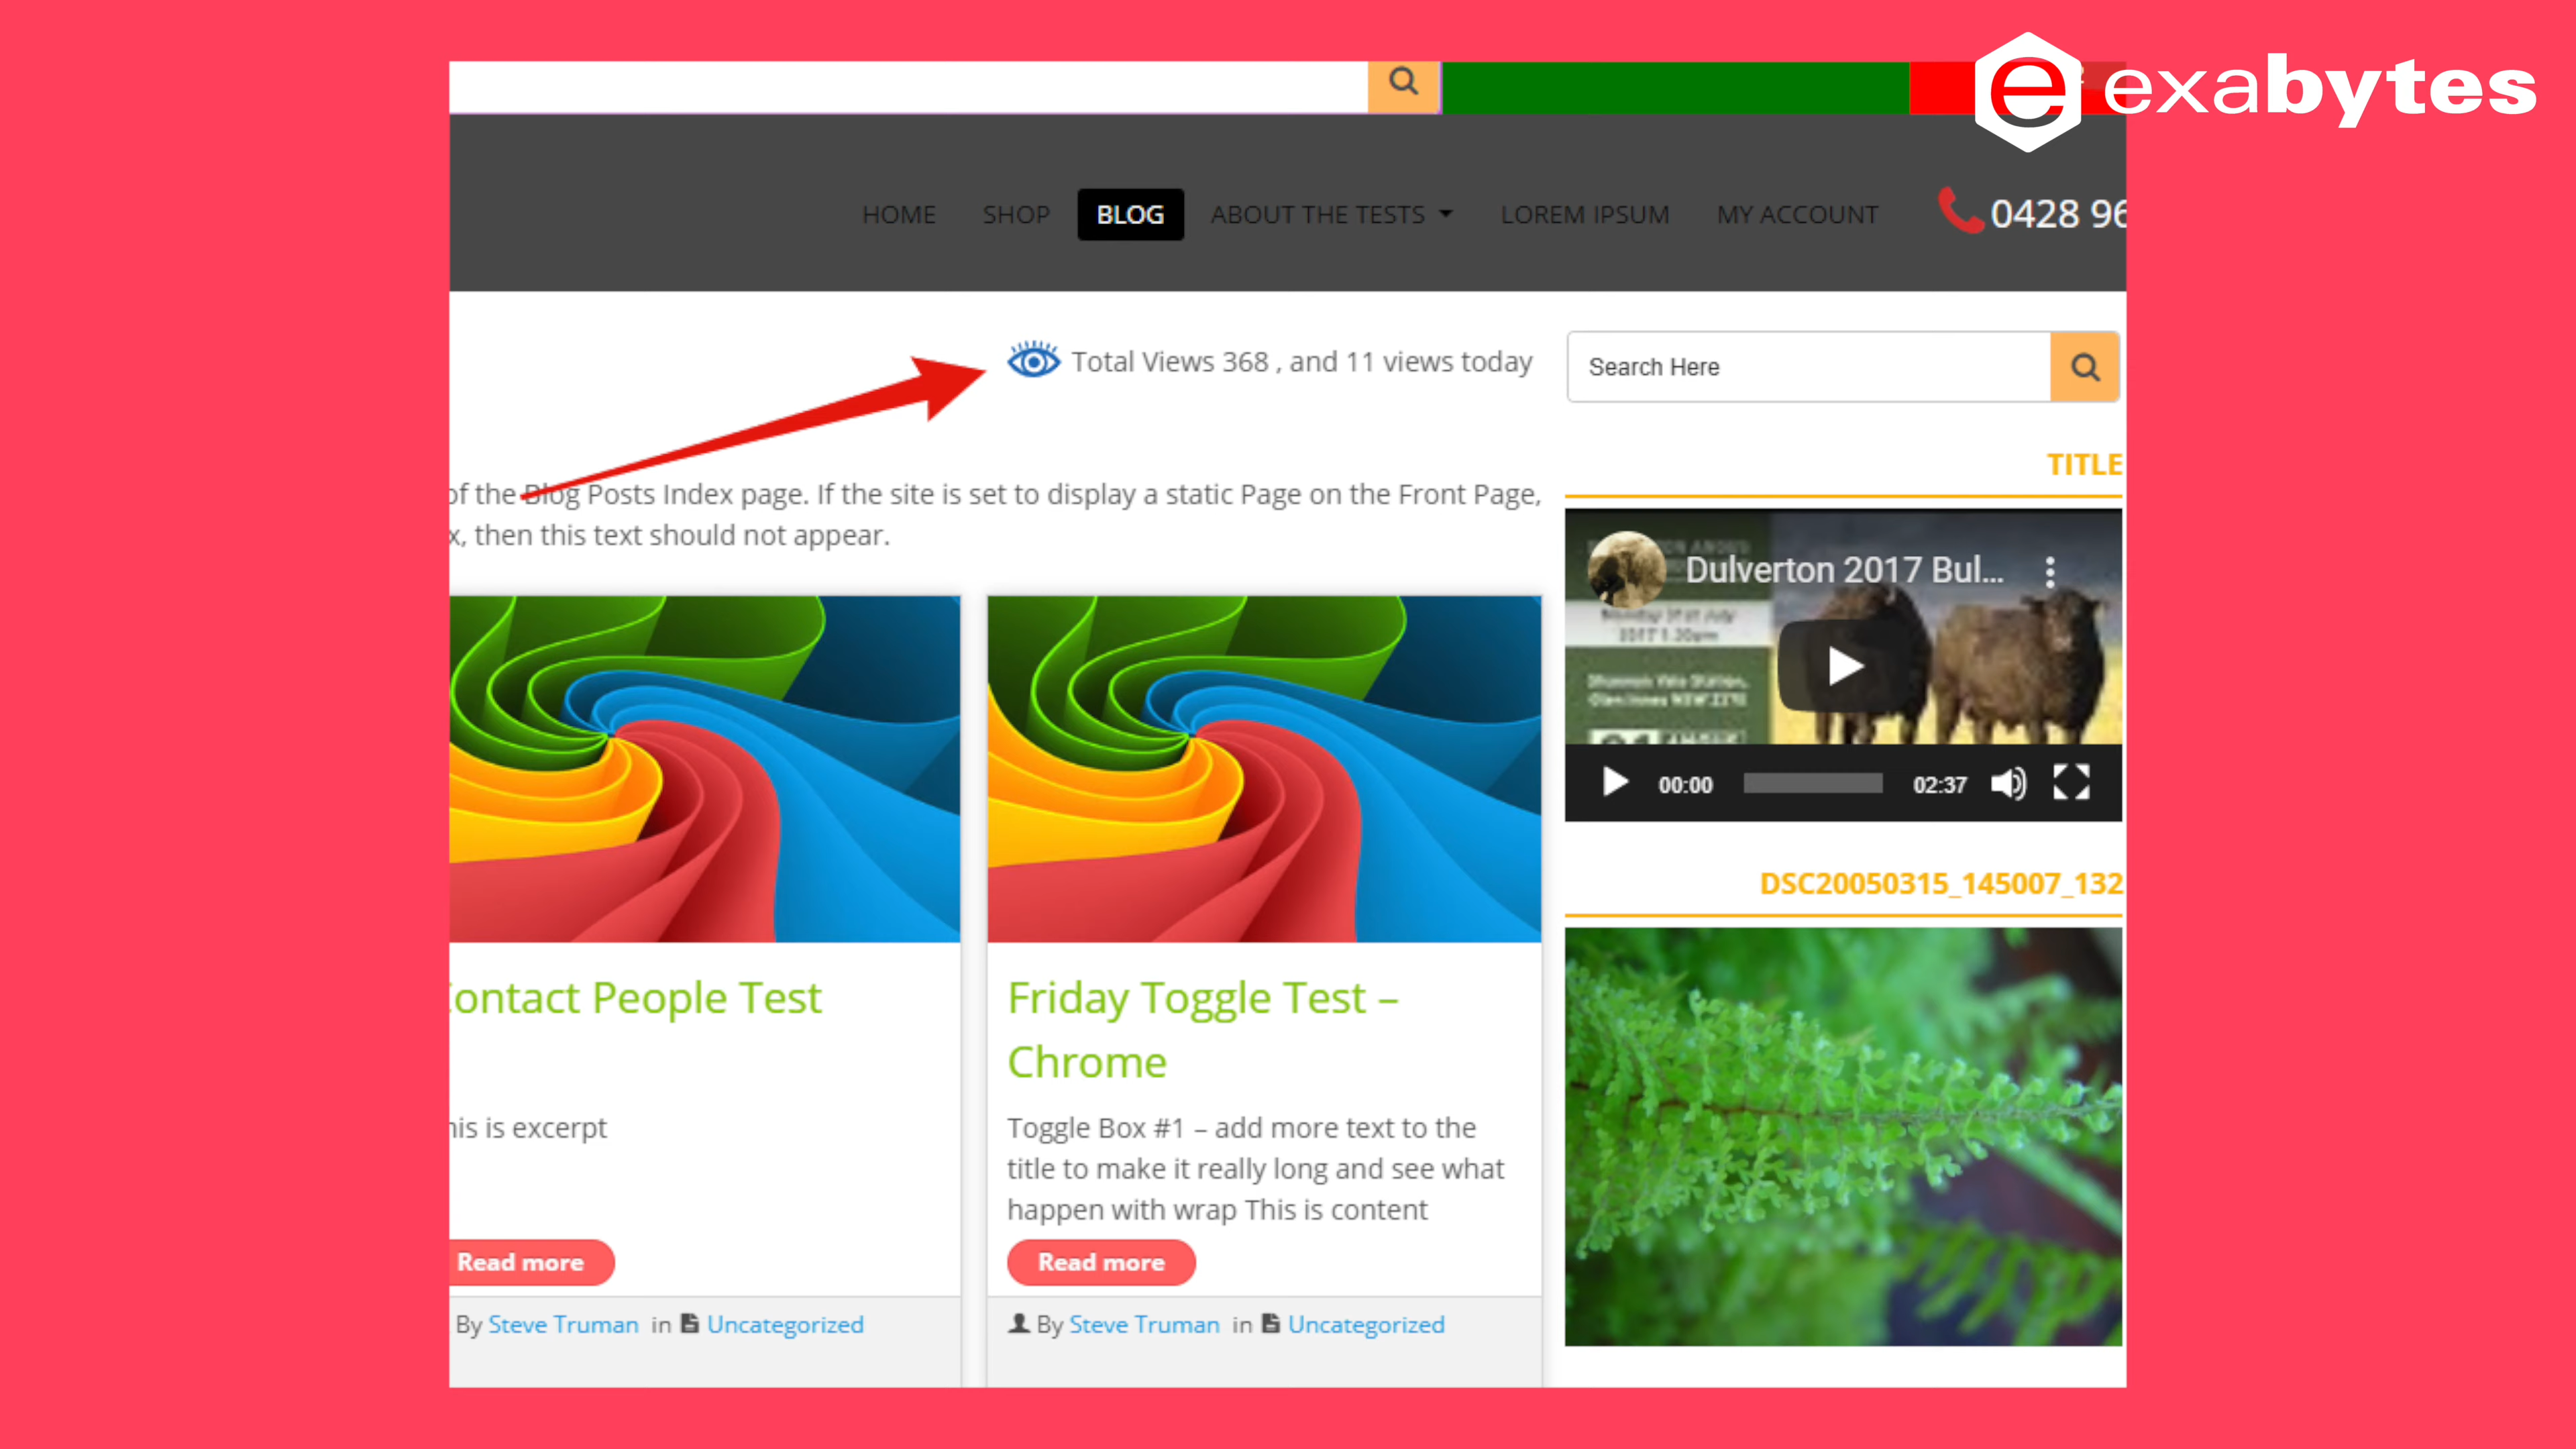 exabytes
HOME SHOP BLOG ABOUT THE TESTS LOREM IPSUM MY ACCOUNT 0428 96
Total Views 368 , and 11 views today
Search Here
of the Blog Posts Index page. If the site is set to display a static Page on the Front Page,
x, then this text should not appear.
TITLE
Dulverton 2017 Bul...
00:00 02:37
ontact People Test
his is excerpt
Read more
By Steve Truman in Uncategorized
Friday Toggle Test –
Chrome
Toggle Box #1 – add more text to the
title to make it really long and see what
happen with wrap This is content
Read more
By Steve Truman in Uncategorized
DSC20050315_145007_132